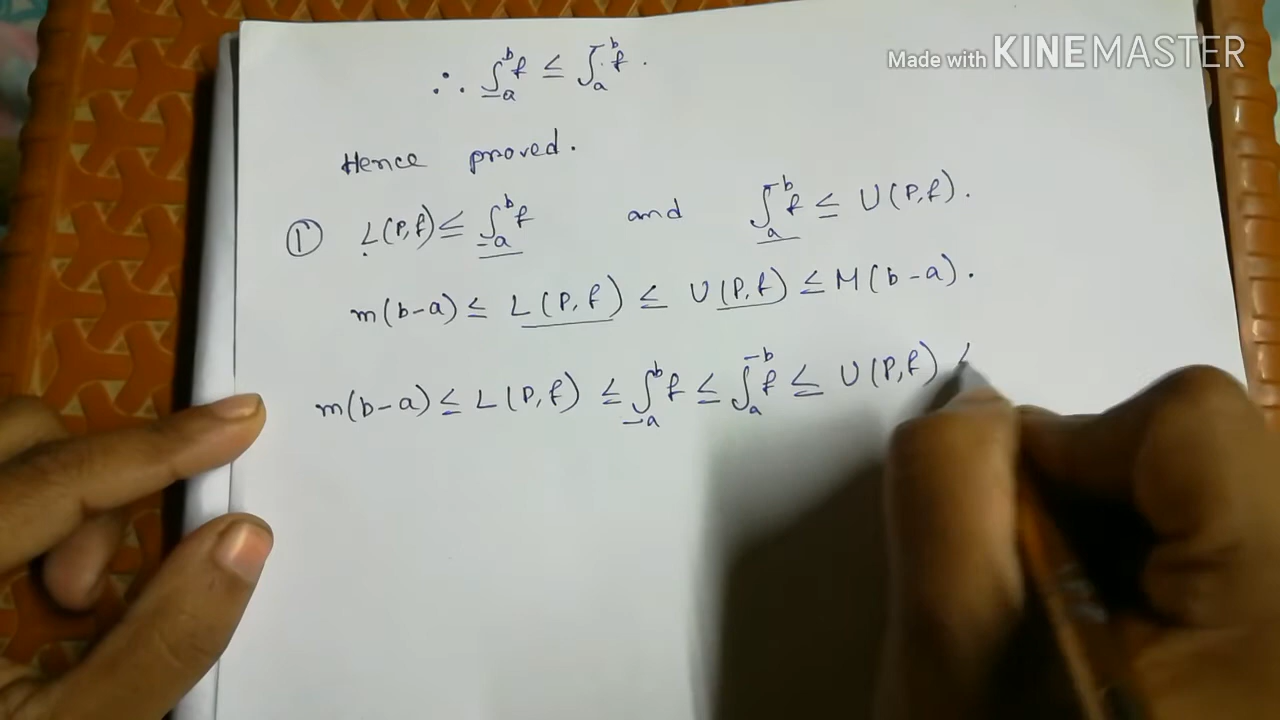 Made with KINEMASTER
∴ ∫_a^b f ≤ ∫_a^b f .
Hence proved.
① L(P,f) ≤ ∫_a^b f and ∫_a^b f ≤ U(P,f).
m(b-a) ≤ L(P,f) ≤ U(P,f) ≤ M(b-a).
m(b-a) ≤ L(P,f) ≤ ∫_a^b f ≤ ∫_a^b f ≤ U(P,f) <